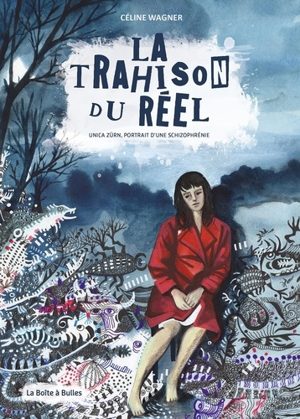 CÉLINE WAGNER
LA
TRAHISON
DU RÉEL
UNICA ZÜRN, PORTRAIT D'UNE SCHIZOPHRÉNIE
La Boîte à Bulles